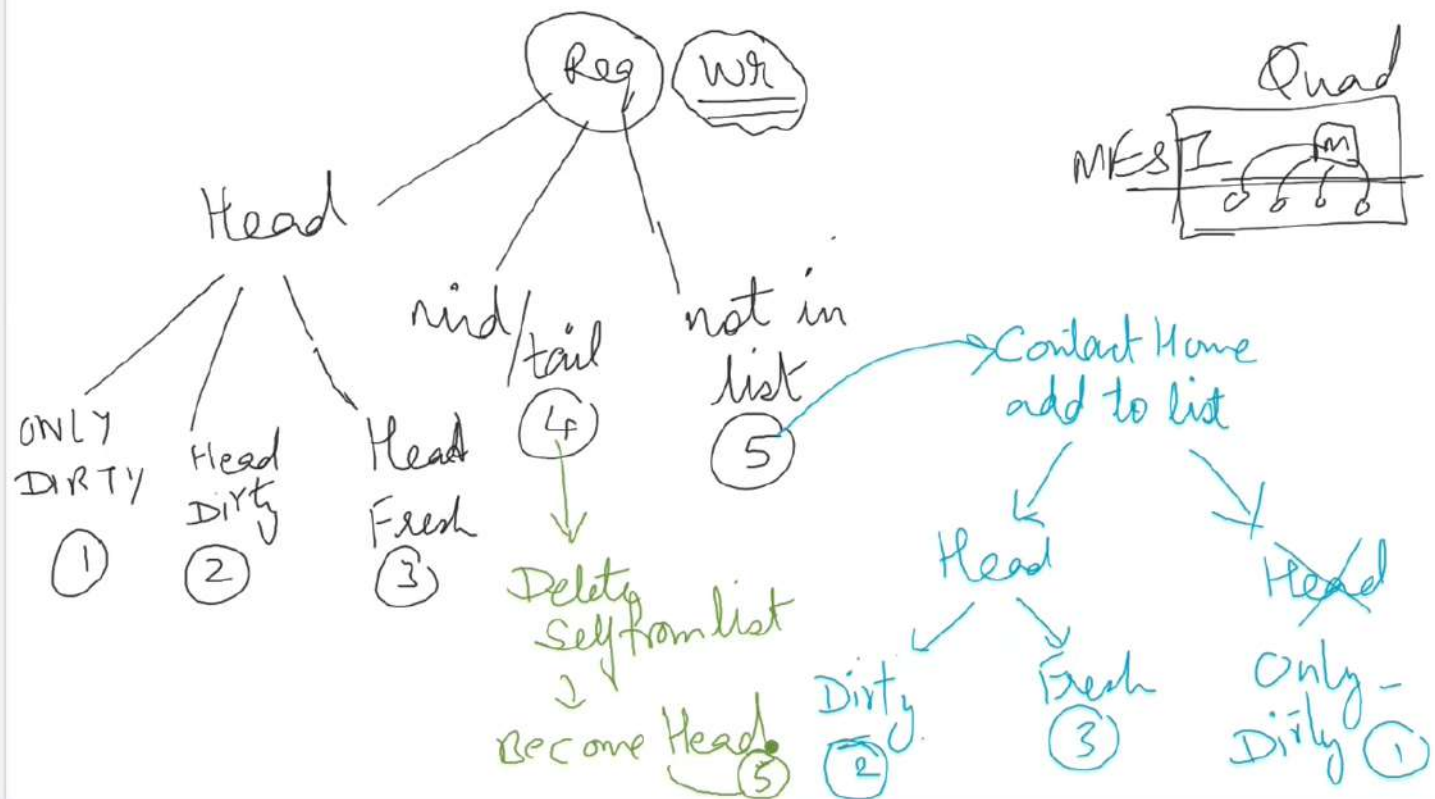 Req Wr
Quad
MESI
M
Head
mid/
tail
4
not in
list
5
ONLY
DIRTY
1
Head
Dirty
2
Head
Fresh
3
Contact Home
add to list
Delete
Self from list
Become Head.
5
Head
Dirty
2
Fresh
3
Head
Only-
Dirty 1